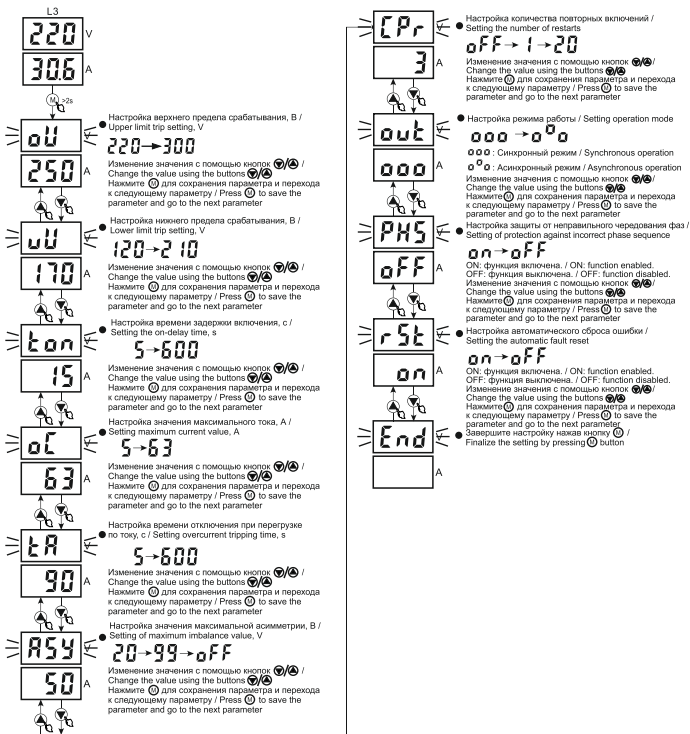 L3
220 V
30.6 A
M >2s
oU V
250 A
Настройка верхнего предела срабатывания, В /
Upper limit trip setting, V
220→300
Изменение значения с помощью кнопок /
Change the value using the buttons
Нажмите M для сохранения параметра и перехода
к следующему параметру / Press M to save the
parameter and go to the next parameter
uU V
170 A
Настройка нижнего предела срабатывания, В /
Lower limit trip setting, V
120→210
Изменение значения с помощью кнопок /
Change the value using the buttons
Нажмите M для сохранения параметра и перехода
к следующему параметру / Press M to save the
parameter and go to the next parameter
ton V
15 A
Настройка времени задержки включения, с /
Settimg the on-delay time, s
5→600
Изменение значения с помощью кнопок /
Change the value using the buttons
Нажмите M для сохранения параметра и перехода
к следующему параметру / Press M to save the
parameter and go to the next parameter
oC V
63 A
Настройка значения максимального тока, А /
Setting maximum current value, A
5→63
Изменение значения с помощью кнопок /
Change the value using the buttons
Нажмите M для сохранения параметра и перехода
к следующему параметру / Press M to save the
parameter and go to the next parameter
tA V
90 A
Настройка времени отключения при перегрузке
по току, с / Setting overcurrent tripping time, s
5→600
Изменение значения с помощью кнопок /
Change the value using the buttons
Нажмите M для сохранения параметра и перехода
к следующему параметру / Press M to save the
parameter and go to the next parameter
ASY V
50 A
Настройка значения максимальной асимметрии, В /
Setting of maximum imbalance value, V
20→99→oFF
Изменение значения с помощью кнопок /
Change the value using the buttons
Нажмите M для сохранения параметра и перехода
к следующему параметру / Press M to save the
parameter and go to the next parameter
CPr V
3 A
Настройка количества повторных включений /
Setting the number of restarts
oFF→1→20
Изменение значения с помощью кнопок /
Change the value using the buttons
Нажмите M для сохранения параметра и перехода
к следующему параметру / Press M to save the
parameter and go to the next parameter
out V
ooo A
Настройка режима работы / Setting operation mode
ooo→ooo
ooo : Синхронный режим / Synchronous operation
ooo : Асинхронный режим / Asynchronous operation
Изменение значения с помощью кнопок /
Change the value using the buttons
Нажмите M для сохранения параметра и перехода
к следующему параметру / Press M to save the
parameter and go to the next parameter
PHS V
oFF A
Настройка защиты от неправильного чередования фаз /
Setting of protection against incorrect phase sequence
on→oFF
ON: функция включена. / ON: function enabled.
OFF: функция выключена. / OFF: function disabled.
Изменение значения с помощью кнопок /
Change the value using the buttons
Нажмите M для сохранения параметра и перехода
к следующему параметру / Press M to save the
parameter and go to the next parameter
rSt V
on A
Настройка автоматического сброса ошибки /
Setting the automatic fault reset
on→oFF
ON: функция включена. / ON: function enabled.
OFF: функция выключена. / OFF: function disabled.
Изменение значения с помощью кнопок /
Change the value using the buttons
Нажмите M для сохранения параметра и перехода
к следующему параметру / Press M to save the
parameter and go to the next parameter
End V
A
Завершите настройку нажав кнопку M /
Finalize the setting by pressing M button